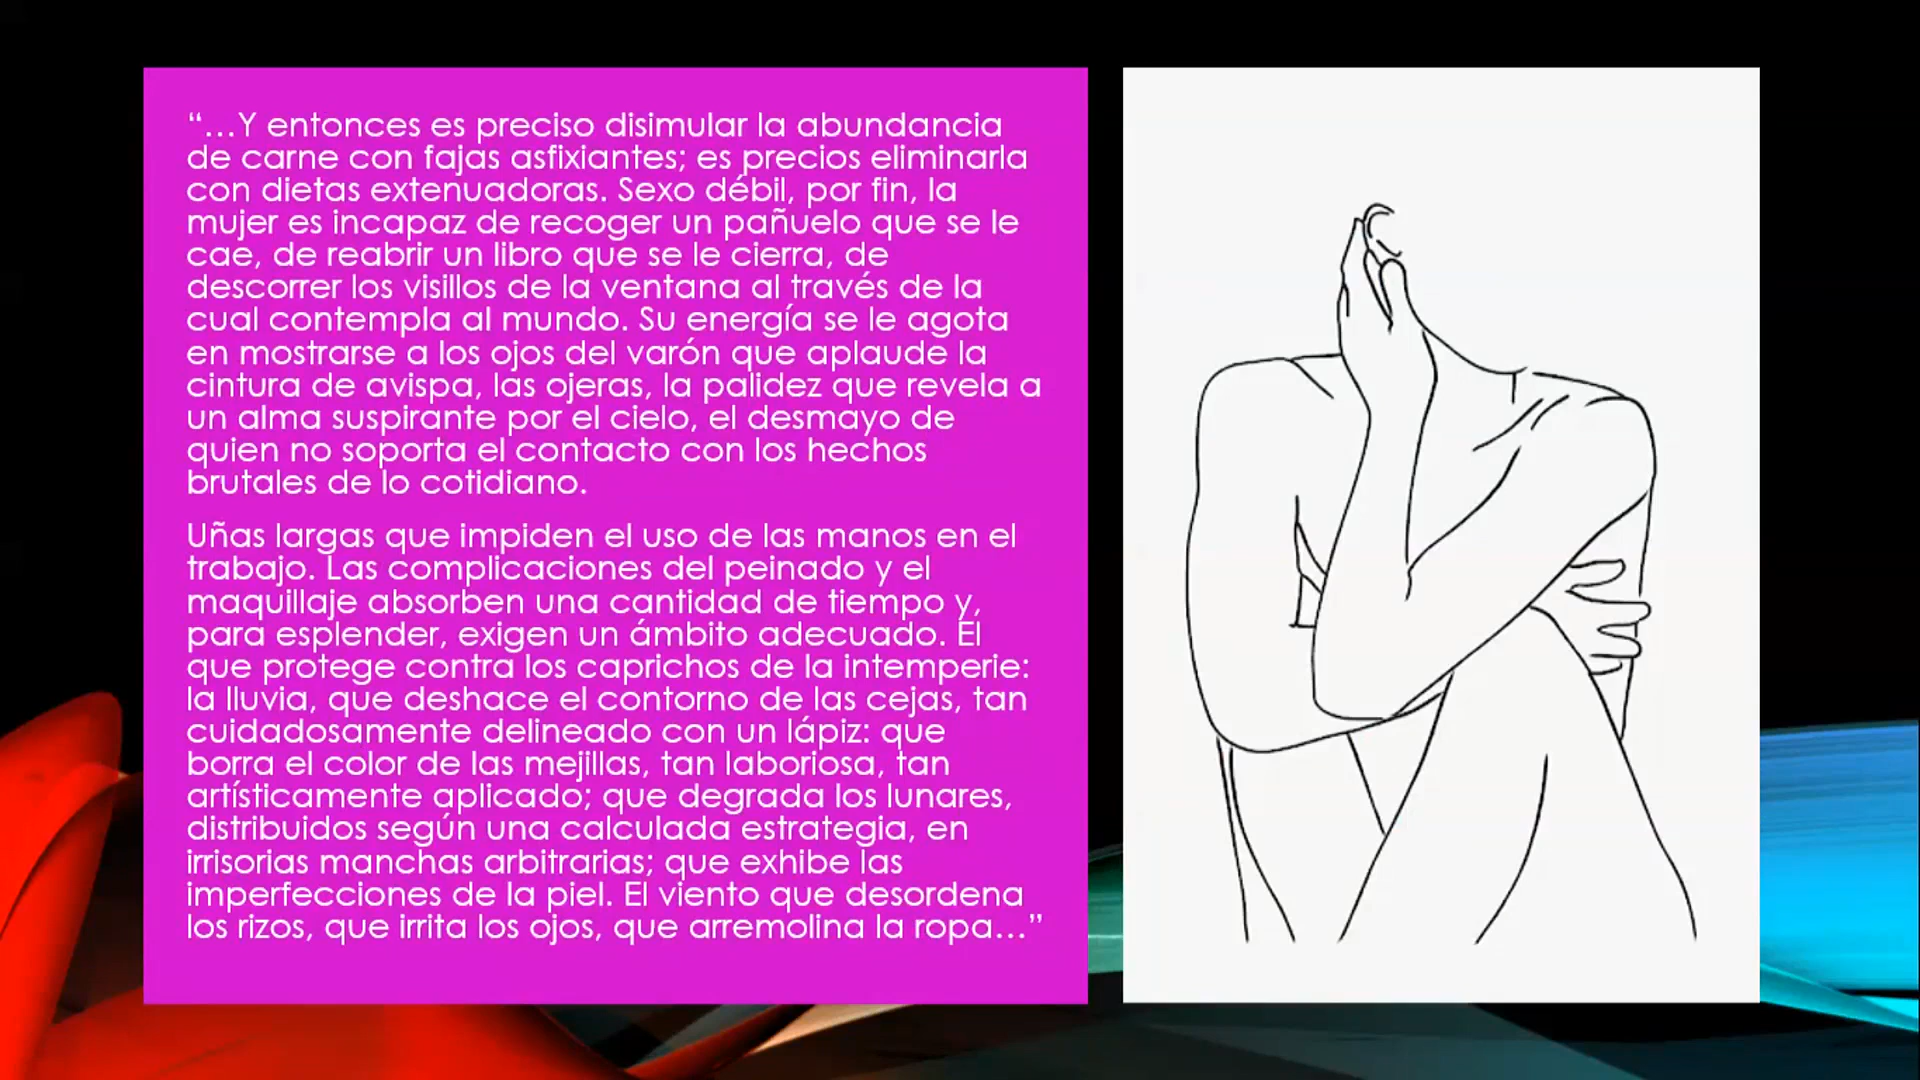 “...Y entonces es preciso disimular la abundancia
de carne con fajas asfixiantes; es precios eliminarla
con dietas extenuadoras. Sexo débil, por fin, la
mujer es incapaz de recoger un pañuelo que se le
cae, de reabrir un libro que se le cierra, de
descorrer los visillos de la ventana al través de la
cual contempla al mundo. Su energía se le agota
en mostrarse a los ojos del varón que aplaude la
cintura de avispa, las ojeras, la palidez que revela a
un alma suspirante por el cielo, el desmayo de
quien no soporta el contacto con los hechos
brutales de lo cotidiano.
Uñas largas que impiden el uso de las manos en el
trabajo. Las complicaciones del peinado y el
maquillaje absorben una cantidad de tiempo y,
para esplender, exigen un ámbito adecuado. El
que protege contra los caprichos de la intemperie:
la lluvia, que deshace el contorno de las cejas, tan
cuidadosamente delineado con un lápiz: que
borra el color de las mejillas, tan laboriosa, tan
artísticamente aplicado; que degrada los lunares,
distribuidos según una calculada estrategia, en
irrisorias manchas arbitrarias; que exhibe las
imperfecciones de la piel. El viento que desordena
los rizos, que irrita los ojos, que arremolina la ropa...”